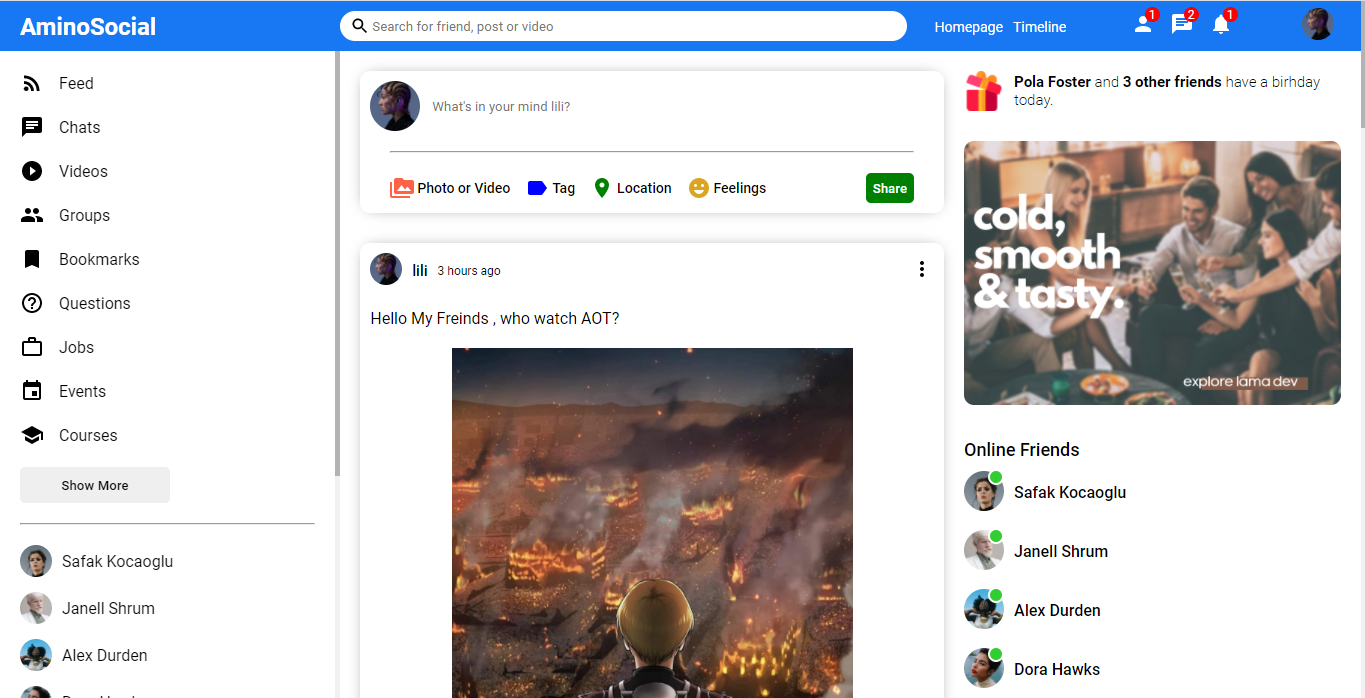 AminoSocial
Search for friend, post or video
Homepage Timeline
1
2
1
Feed
Chats
Videos
Groups
Bookmarks
Questions
Jobs
Events
Courses
Show More
Safak Kocaoglu
Janell Shrum
Alex Durden
What's in your mind lili?
Photo or Video
Tag
Location
Feelings
Share
lili 3 hours ago
Hello My Freinds , who watch AOT?
Pola Foster and 3 other friends have a birhday
today.
cold,
smooth
& tasty.
explore lama dev
Online Friends
Safak Kocaoglu
Janell Shrum
Alex Durden
Dora Hawks